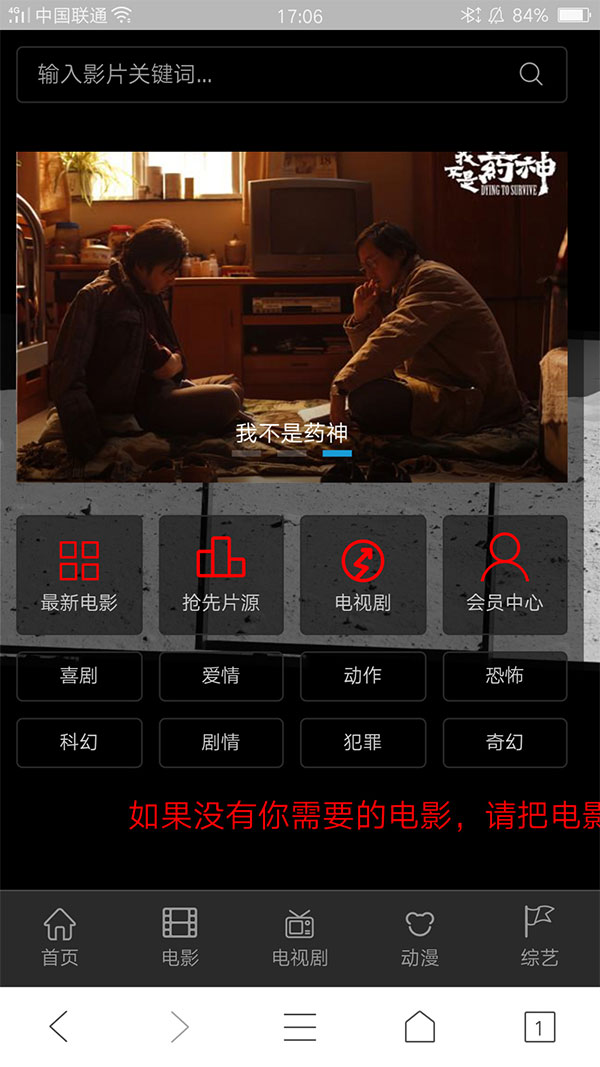 4G 中国联通 17:06 84%
输入影片关键词...
我不是药神
DYING TO SURVIVE
我不是药神
最新电影 抢先片源 电视剧 会员中心
喜剧 爱情 动作 恐怖
科幻 剧情 犯罪 奇幻
如果没有你需要的电影，请把电影
首页 电影 电视剧 动漫 综艺
1